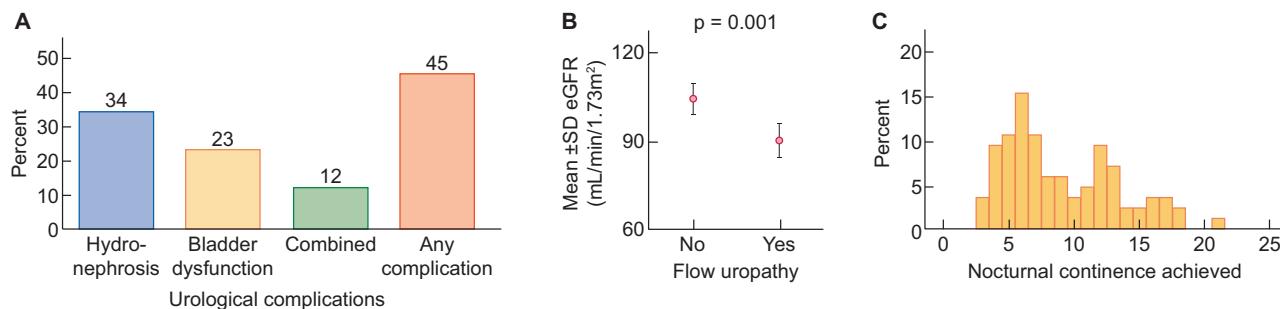 A
Percent
50
40
30
20
10
0
34
23
12
45
Hydro-
nephrosis
Bladder
dysfunction
Combined
Any
complication
Urological complications
B
p = 0.001
Mean ±SD eGFR
(mL/min/1.73m²)
120
90
60
No
Yes
Flow uropathy
C
Percent
20
15
10
5
0
0
5
10
15
20
25
Nocturnal continence achieved